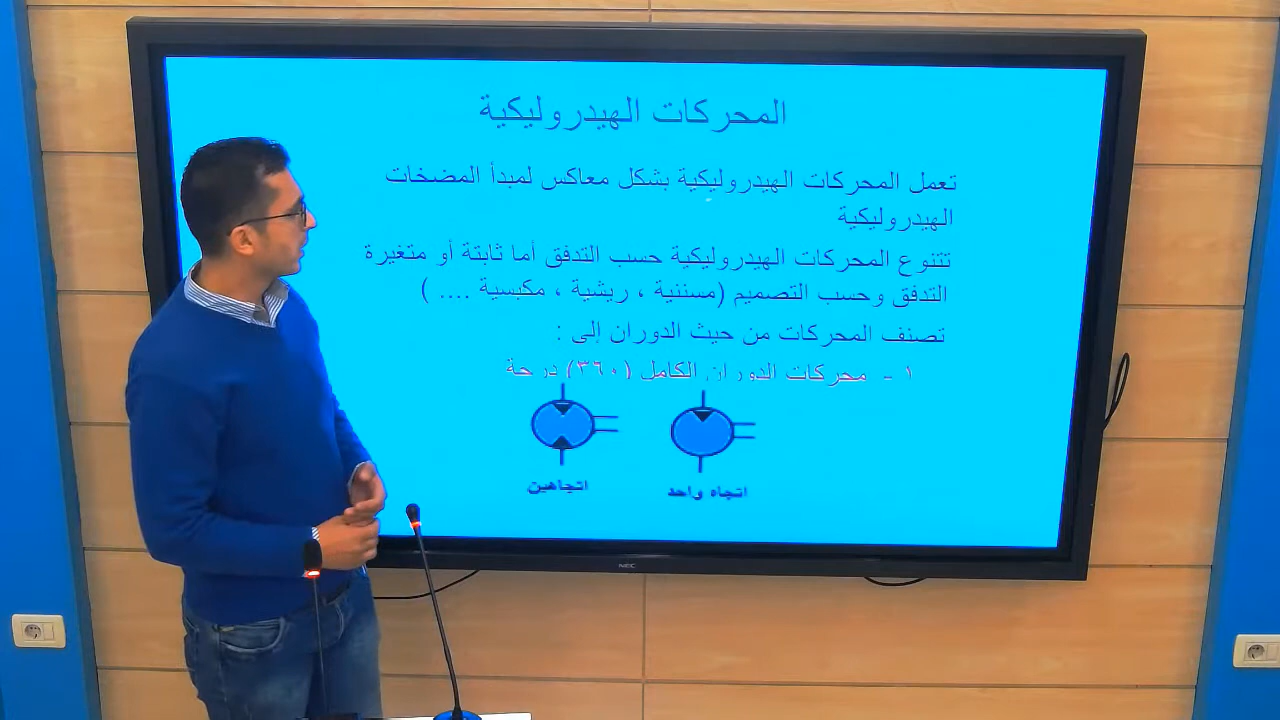 المحركات الهيدروليكية
تعمل المحركات الهيدروليكية بشكل معاكس لمبدأ المضخات
الهيدروليكية
تتنوع المحركات الهيدروليكية حسب التدفق أما ثابتة أو متغيرة
التدفق وحسب التصميم (مسننية ، ريشية ، مكبسية .... )
تصنف المحركات من حيث الدوران إلى :
١ - محركات الدوران الكامل (٣٦٠) درجة
اتجاه واحد
اتجاهين
NEC